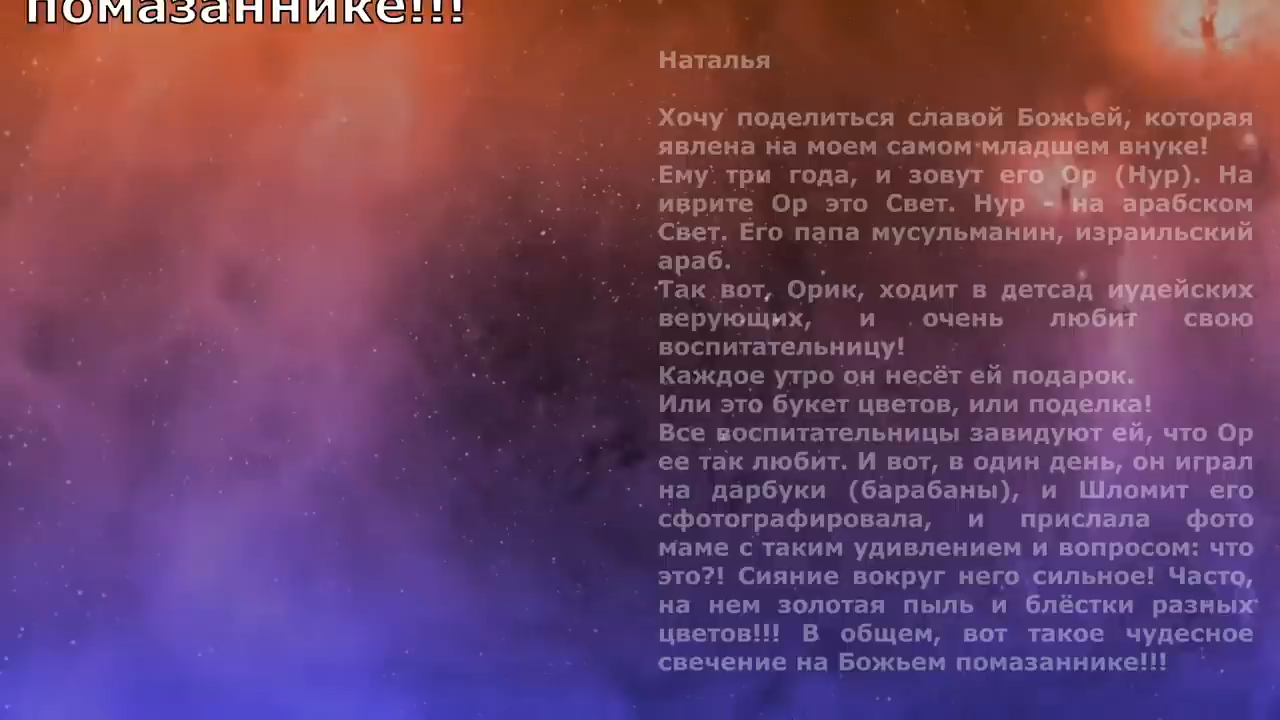 помазаннике!!!
Наталья
Хочу поделиться славой Божьей, которая
явлена на моем самом младшем внуке!
Ему три года, и зовут его Ор (Нур). На
иврите Ор это Свет. Нур - на арабском
Свет. Его папа мусульманин, израильский
араб.
Так вот, Орик, ходит в детсад иудейских
верующих, и очень любит свою
воспитательницу!
Каждое утро он несёт ей подарок.
Или это букет цветов, или поделка!
Все воспитательницы завидуют ей, что Ор
ее так любит. И вот, в один день, он играл
на дарбуки (барабаны), и Шломит его
сфотографировала, и прислала фото
маме с таким удивлением и вопросом: что
это?! Сияние вокруг него сильное! Часто,
на нем золотая пыль и блёстки разных
цветов!!! В общем, вот такое чудесное
свечение на Божьем помазаннике!!!